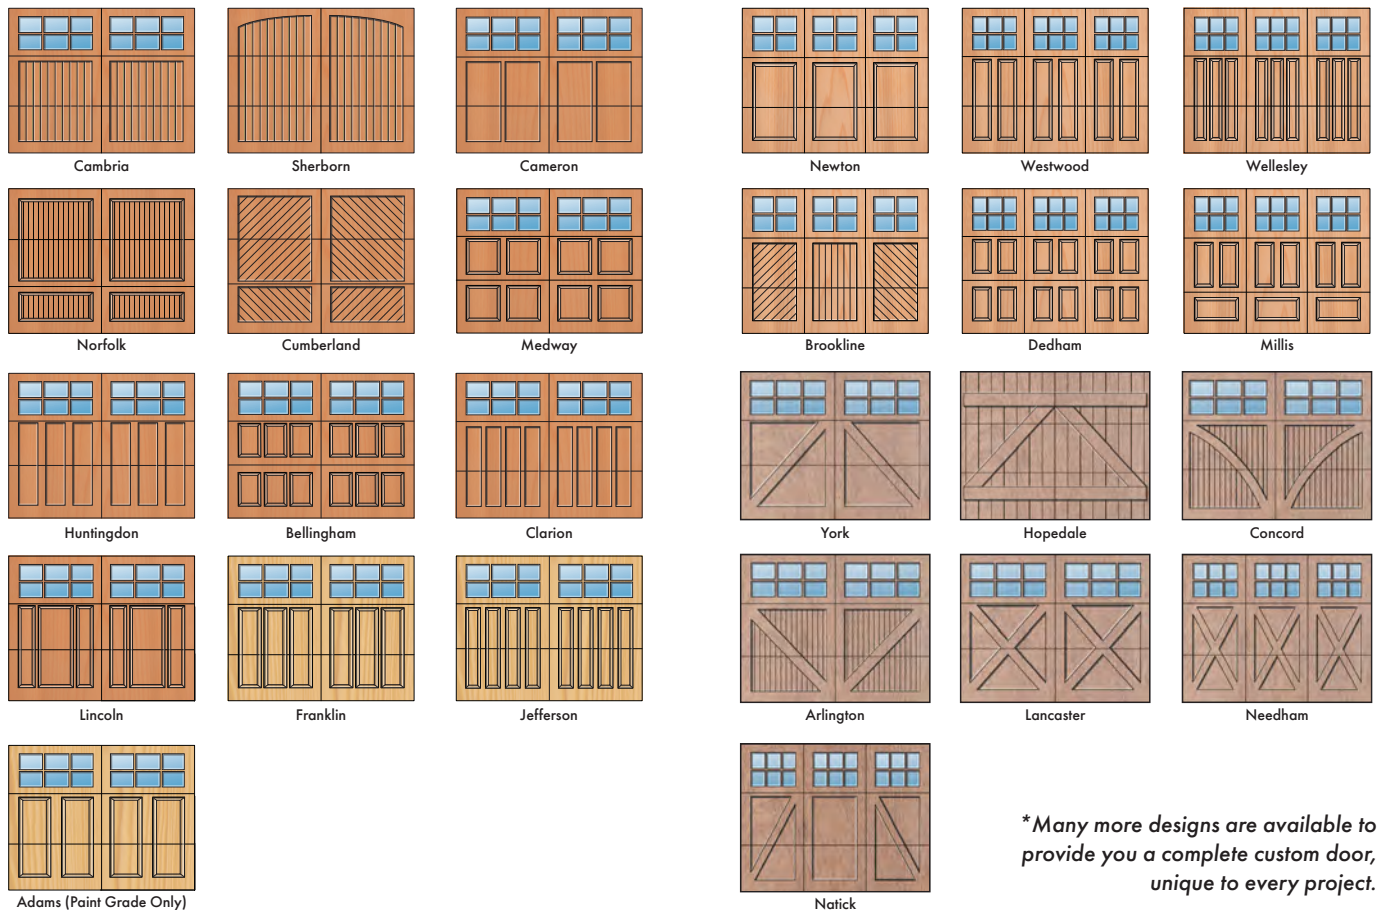 Cambria
Sherborn
Cameron
Newton
Westwood
Wellesley
Norfolk
Cumberland
Medway
Brookline
Dedham
Millis
Huntingdon
Bellingham
Clarion
York
Hopedale
Concord
Lincoln
Franklin
Jefferson
Arlington
Lancaster
Needham
Adams (Paint Grade Only)
Natick
*Many more designs are available to
provide you a complete custom door,
unique to every project.